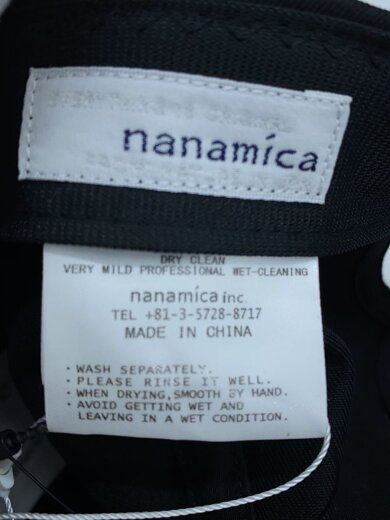 nanamica
DRY CLEAN
VERY MILD PROFESSIONAL WET-CLEANING
nanamica inc.
TEL +81-3-5728-8717
MADE IN CHINA
・WASH SEPARATELY.
・PLEASE RINSE IT WELL.
・WHEN DRYING,SMOOTH BY HAND.
・AVOID GETTING WET AND
LEAVING IN A WET CONDITION.